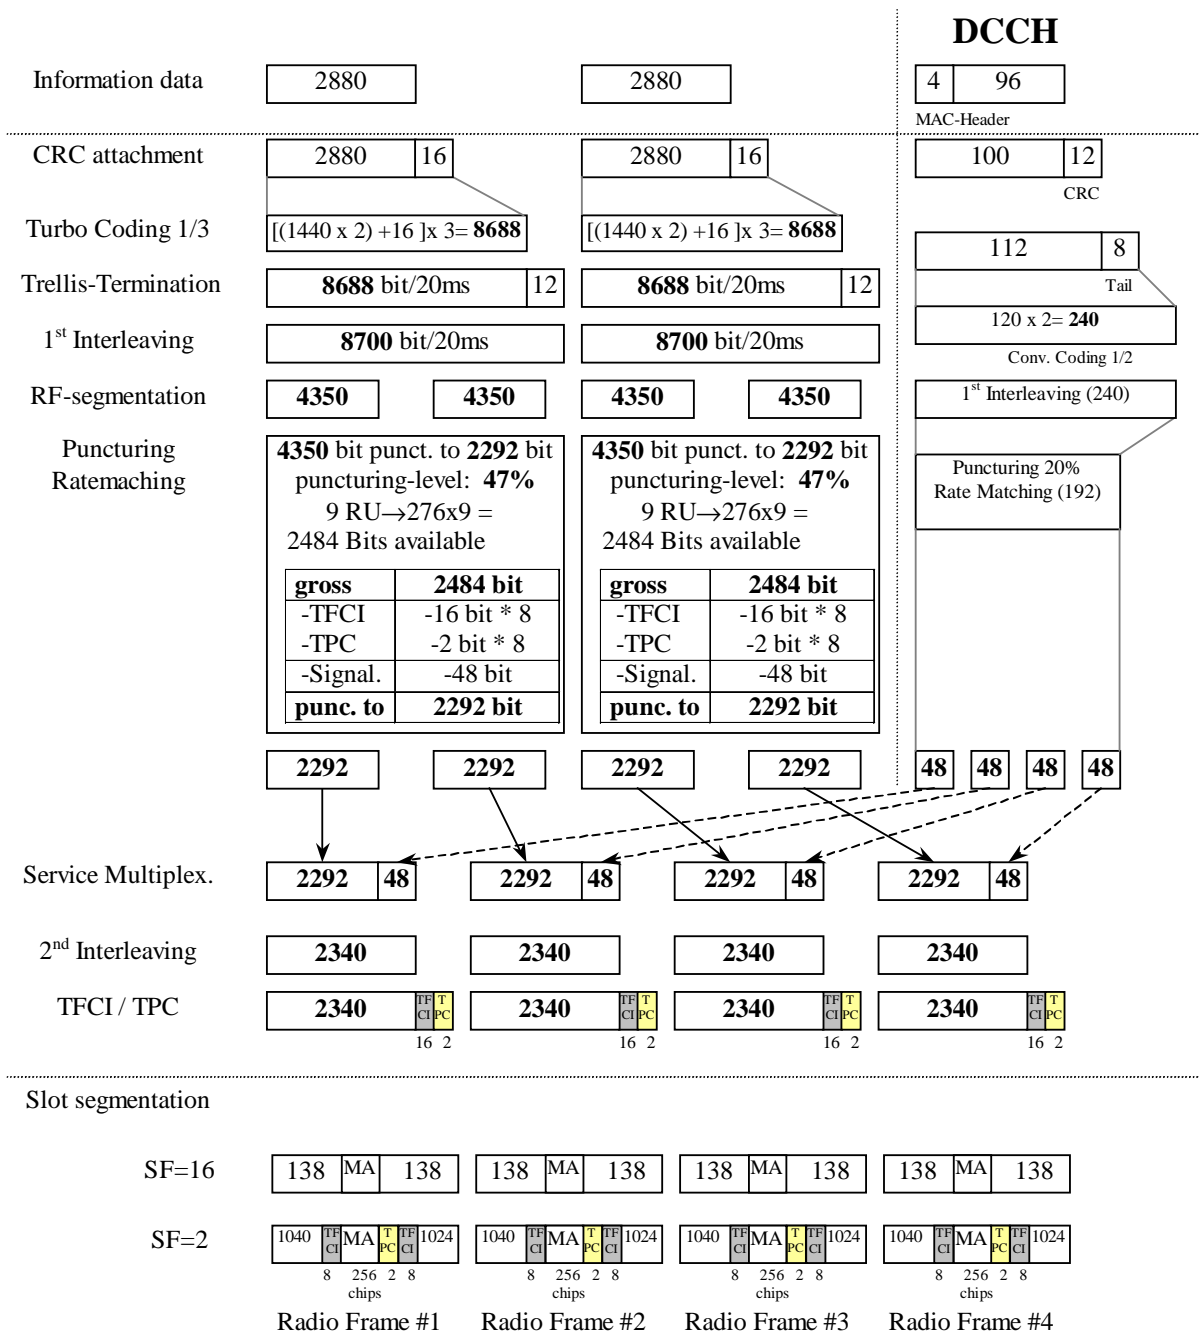 DCCH
Information data 2880 2880 4 96
MAC-Header
CRC attachment 2880 16 2880 16 100 12
CRC
Turbo Coding 1/3 [(1440 x 2) +16 ]x 3= 8688 [(1440 x 2) +16 ]x 3= 8688
112 8
Trellis-Termination 8688 bit/20ms 12 8688 bit/20ms 12
Tail
120 x 2= 240
1st Interleaving 8700 bit/20ms 8700 bit/20ms
Conv. Coding 1/2
RF-segmentation 4350 4350 4350 4350 1st Interleaving (240)
Puncturing 4350 bit punct. to 2292 bit 4350 bit punct. to 2292 bit
Ratemaching puncturing-level: 47% puncturing-level: 47%
Puncturing 20%
Rate Matching (192)
9 RU→276x9 = 9 RU→276x9 =
2484 Bits available 2484 Bits available
gross 2484 bit gross 2484 bit
-TFCI -16 bit * 8 -TFCI -16 bit * 8
-TPC -2 bit * 8 -TPC -2 bit * 8
-Signal. -48 bit -Signal. -48 bit
punc. to 2292 bit punc. to 2292 bit
2292 2292 2292 2292 48 48 48 48
Service Multiplex. 2292 48 2292 48 2292 48 2292 48
2nd Interleaving 2340 2340 2340 2340
TFCI / TPC 2340 TF CI T PC 2340 TF CI T PC 2340 TF CI T PC 2340 TF CI T PC
16 2 16 2 16 2 16 2
Slot segmentation
SF=16 138 MA 138 138 MA 138 138 MA 138 138 MA 138
SF=2 1040 TF CI MA T PC TF CI 1024 1040 TF CI MA T PC TF CI 1024 1040 TF CI MA T PC TF CI 1024 1040 TF CI MA T PC TF CI 1024
8 256 2 8 8 256 2 8 8 256 2 8 8 256 2 8
chips chips chips chips
Radio Frame #1 Radio Frame #2 Radio Frame #3 Radio Frame #4